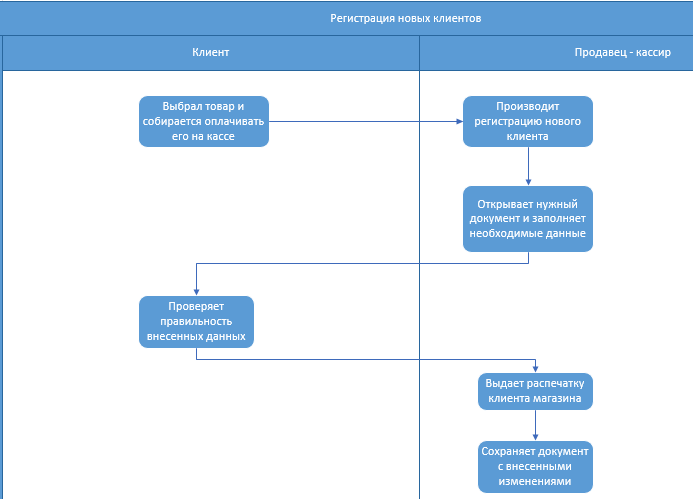 Регистрация новых клиентов
Клиент
Продавец - кассир
Выбрал товар и
собирается оплачивать
его на кассе
Производит
регистрацию нового
клиента
Открывает нужный
документ и заполняет
необходимые данные
Проверяет
правильность
внесенных данных
Выдает распечатку
клиента магазина
Сохраняет документ
с внесенными
изменениями